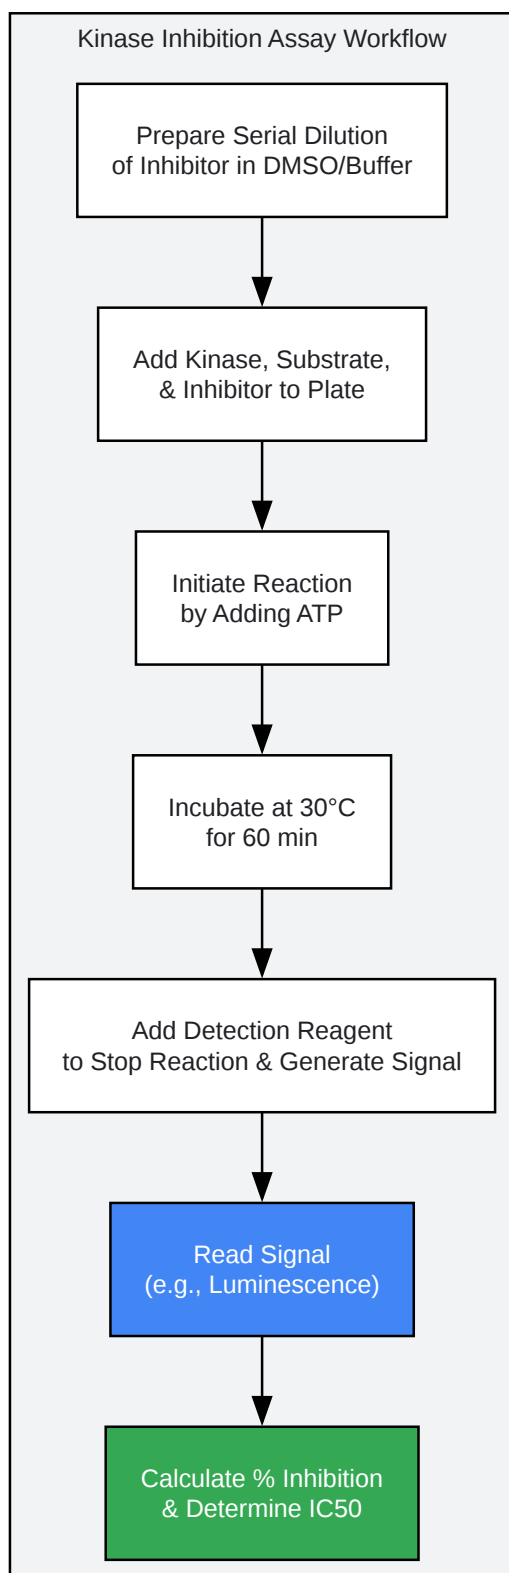 Kinase Inhibition Assay Workflow
Prepare Serial Dilution
of Inhibitor in DMSO/Buffer
Add Kinase, Substrate,
& Inhibitor to Plate
Initiate Reaction
by Adding ATP
Incubate at 30°C
for 60 min
Add Detection Reagent
to Stop Reaction & Generate Signal
Read Signal
(e.g., Luminescence)
Calculate % Inhibition
& Determine IC50